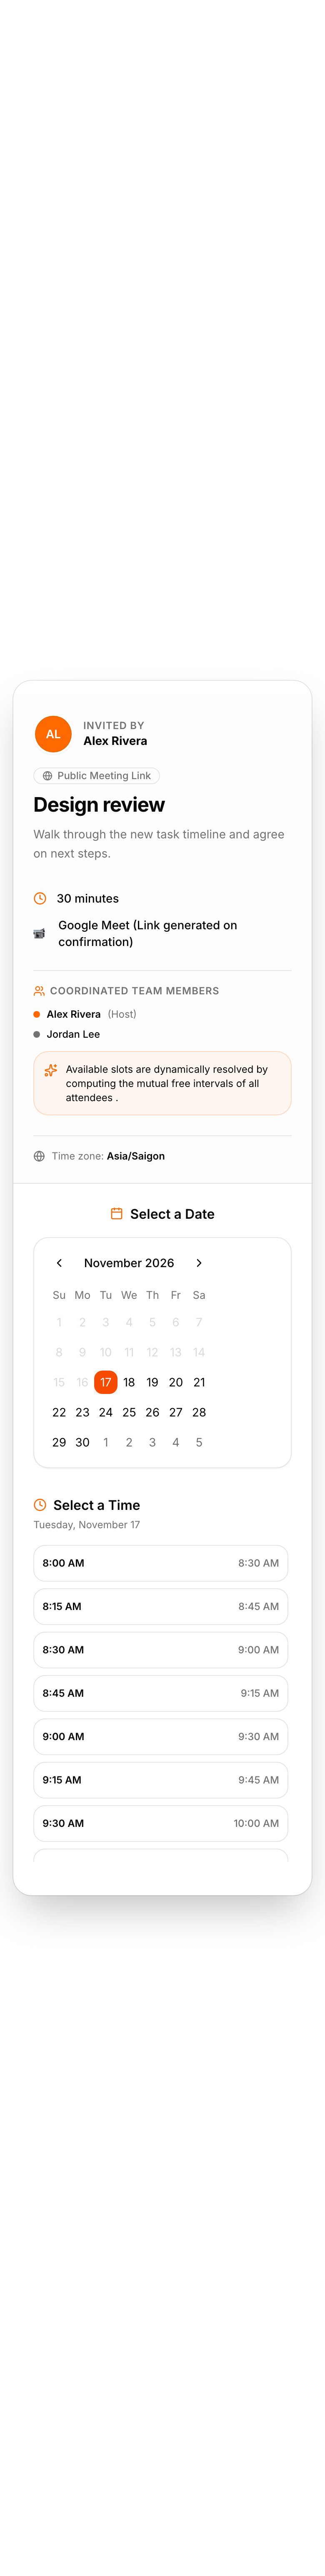 AL
INVITED BY
Alex Rivera
Public Meeting Link
Design review
Walk through the new task timeline and agree
on next steps.
30 minutes
Google Meet (Link generated on
confirmation)
COORDINATED TEAM MEMBERS
Alex Rivera (Host)
Jordan Lee
Available slots are dynamically resolved by
computing the mutual free intervals of all
attendees .
Time zone: Asia/Saigon
Select a Date
November 2026
Su Mo Tu We Th Fr Sa
1 2 3 4 5 6 7
8 9 10 11 12 13 14
15 16 17 18 19 20 21
22 23 24 25 26 27 28
29 30 1 2 3 4 5
Select a Time
Tuesday, November 17
8:00 AM 8:30 AM
8:15 AM 8:45 AM
8:30 AM 9:00 AM
8:45 AM 9:15 AM
9:00 AM 9:30 AM
9:15 AM 9:45 AM
9:30 AM 10:00 AM